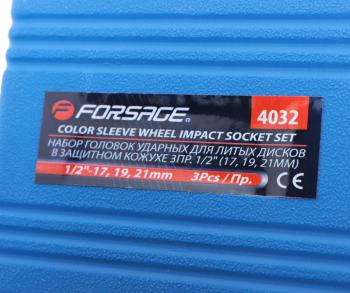 FORSAGE® 4032
COLOR SLEEVE WHEEL IMPACT SOCKET SET
НАБОР ГОЛОВОК УДАРНЫХ ДЛЯ ЛИТЫХ ДИСКОВ
В ЗАЩИТНОМ КОЖУХЕ 3ПР. 1/2" (17, 19, 21ММ)
1/2"-17, 19, 21mm 3Pcs / Пр. CE